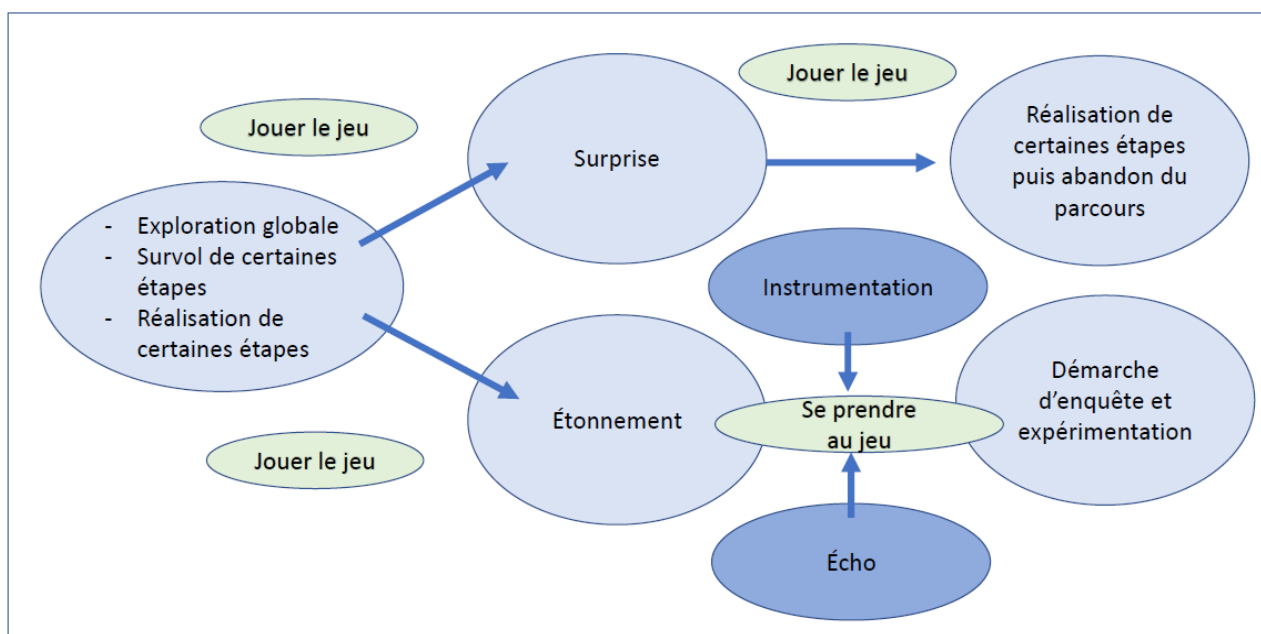 Jouer le jeu
Jouer le jeu
Surprise
Réalisation de
certaines étapes
puis abandon du
parcours
- Exploration globale
- Survol de certaines
étapes
- Réalisation de
certaines étapes
Instrumentation
Étonnement
Se prendre
au jeu
Démarche
d'enquête et
expérimentation
Jouer le jeu
Écho